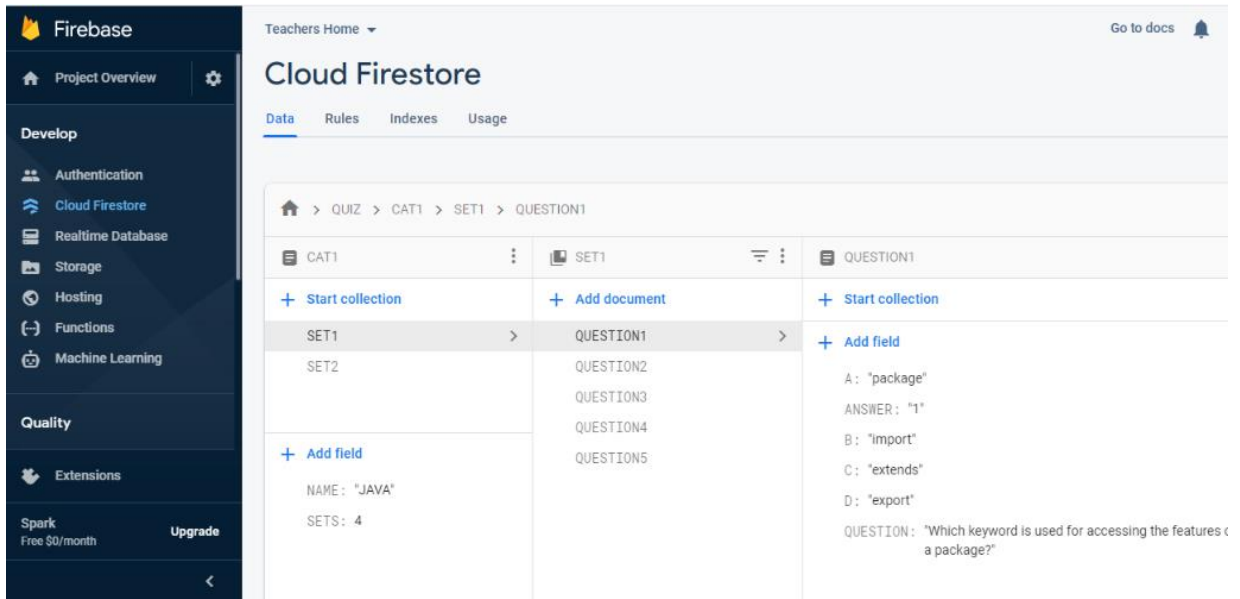 Firebase
Project Overview
Develop
Authentication
Cloud Firestore
Realtime Database
Storage
Hosting
Functions
Machine Learning
Quality
Extensions
Spark
Free $0/month
Upgrade
Teachers Home
Go to docs
Cloud Firestore
Data Rules Indexes Usage
QUIZ > CAT1 > SET1 > QUESTION1
CAT1
+ Start collection
SET1
SET2
+ Add field
NAME: "JAVA"
SETS: 4
SET1
+ Add document
QUESTION1
QUESTION2
QUESTION3
QUESTION4
QUESTION5
QUESTION1
+ Start collection
+ Add field
A: "package"
ANSWER: "1"
B: "import"
C: "extends"
D: "export"
QUESTION: "Which keyword is used for accessing the features
a package?"